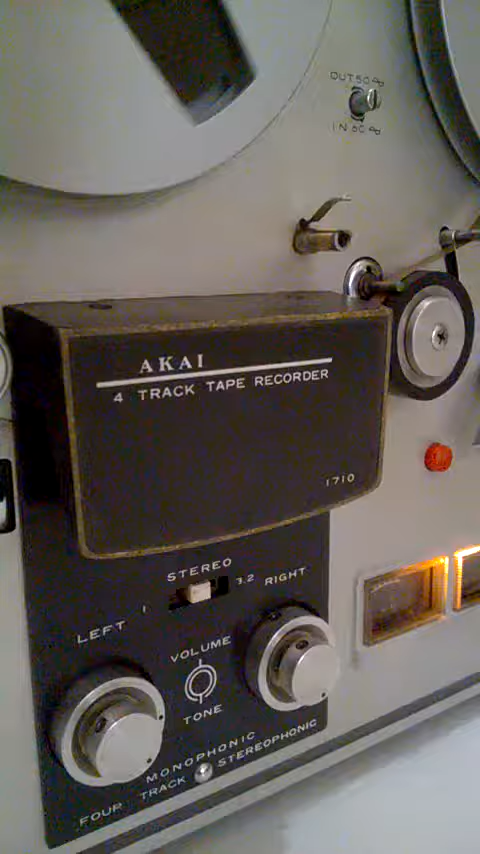 OUT.50∞
IN 60∞
AKAI
4 TRACK TAPE RECORDER
1710
STEREO
LEFT 1 3.2 RIGHT
VOLUME
TONE
MONOPHONIC
FOUR TRACK STEREOPHONIC